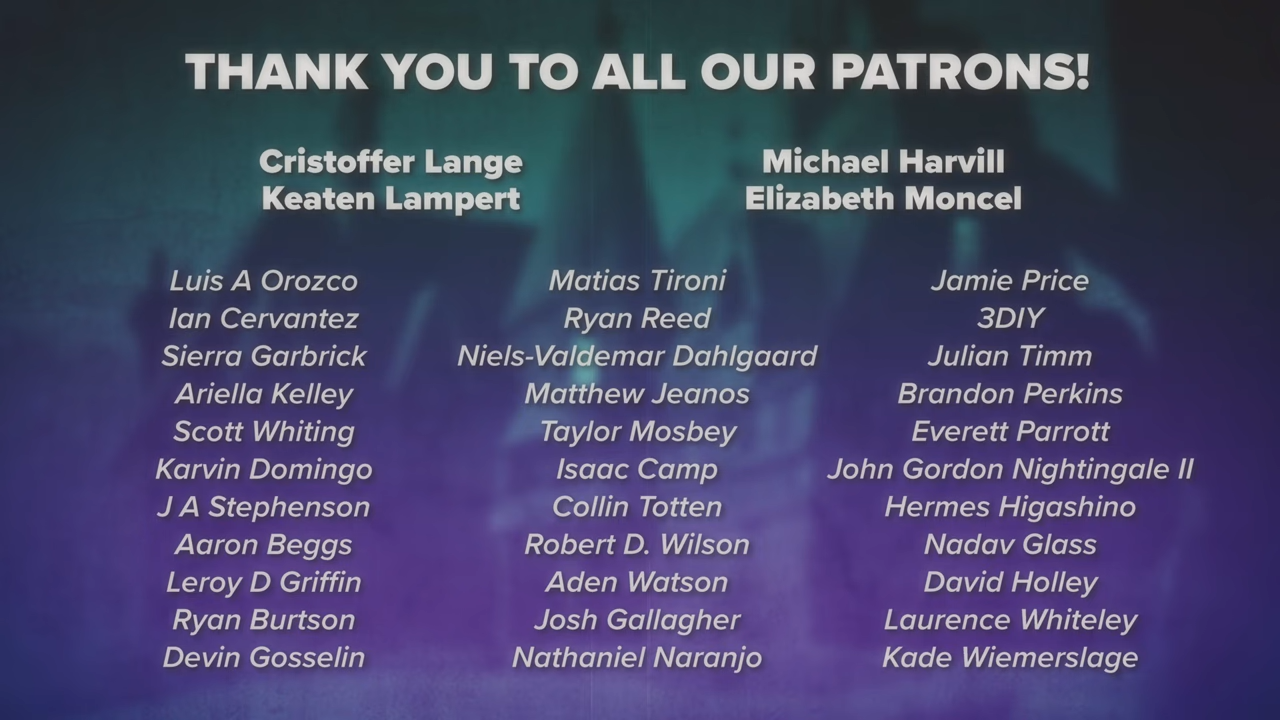 THANK YOU TO ALL OUR PATRONS!
Cristoffer Lange
Keaten Lampert
Michael Harvill
Elizabeth Moncel
Luis A Orozco
Ian Cervantez
Sierra Garbrick
Ariella Kelley
Scott Whiting
Karvin Domingo
J A Stephenson
Aaron Beggs
Leroy D Griffin
Ryan Burtson
Devin Gosselin
Matias Tironi
Ryan Reed
Niels-Valdemar Dahlgaard
Matthew Jeanos
Taylor Mosbey
Isaac Camp
Collin Totten
Robert D. Wilson
Aden Watson
Josh Gallagher
Nathaniel Naranjo
Jamie Price
3DIY
Julian Timm
Brandon Perkins
Everett Parrott
John Gordon Nightingale II
Hermes Higashino
Nadav Glass
David Holley
Laurence Whiteley
Kade Wiemerslage